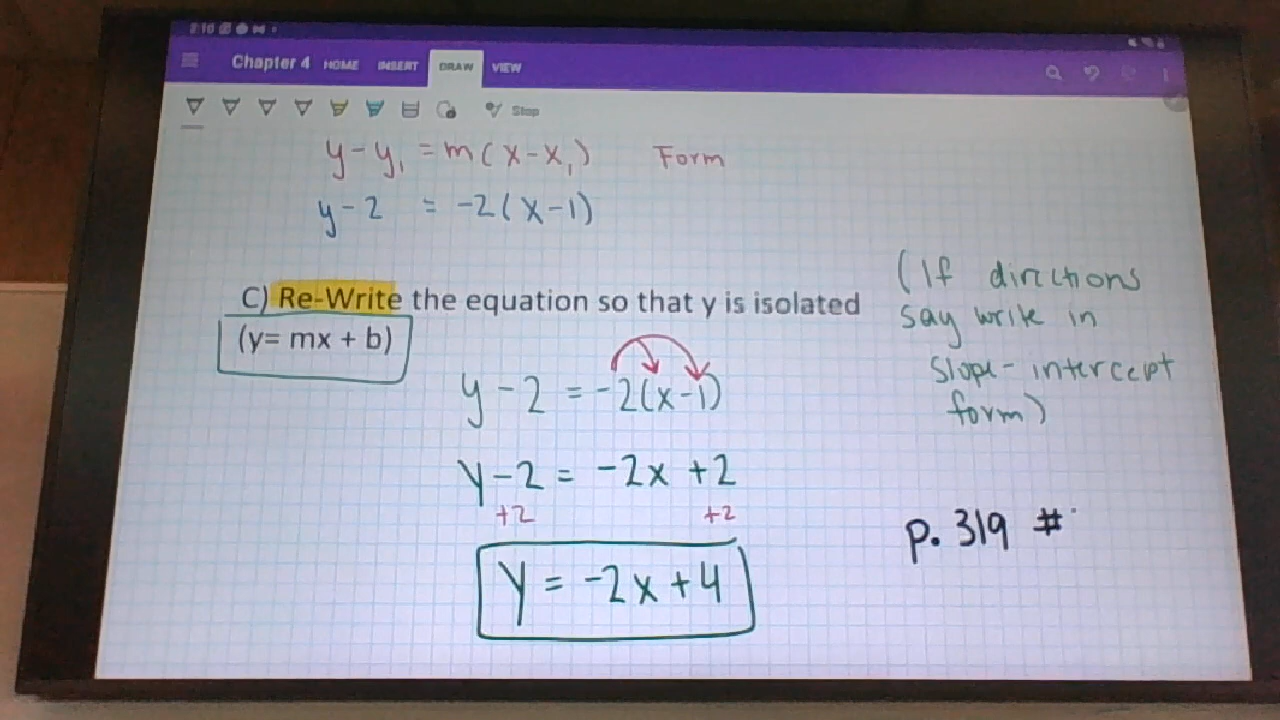 Chapter 4 HOME INSERT DRAW VIEW
Stop
y-y₁ = m(x-x₁) Form
y-2 = -2(x-1)
C) Re-Write the equation so that y is isolated
(y= mx + b)
(If directions
say write in
slope-intercept
form)
y-2 = -2(x-1)
y-2 = -2x +2
+2 +2
y = -2x+4
p. 319 #